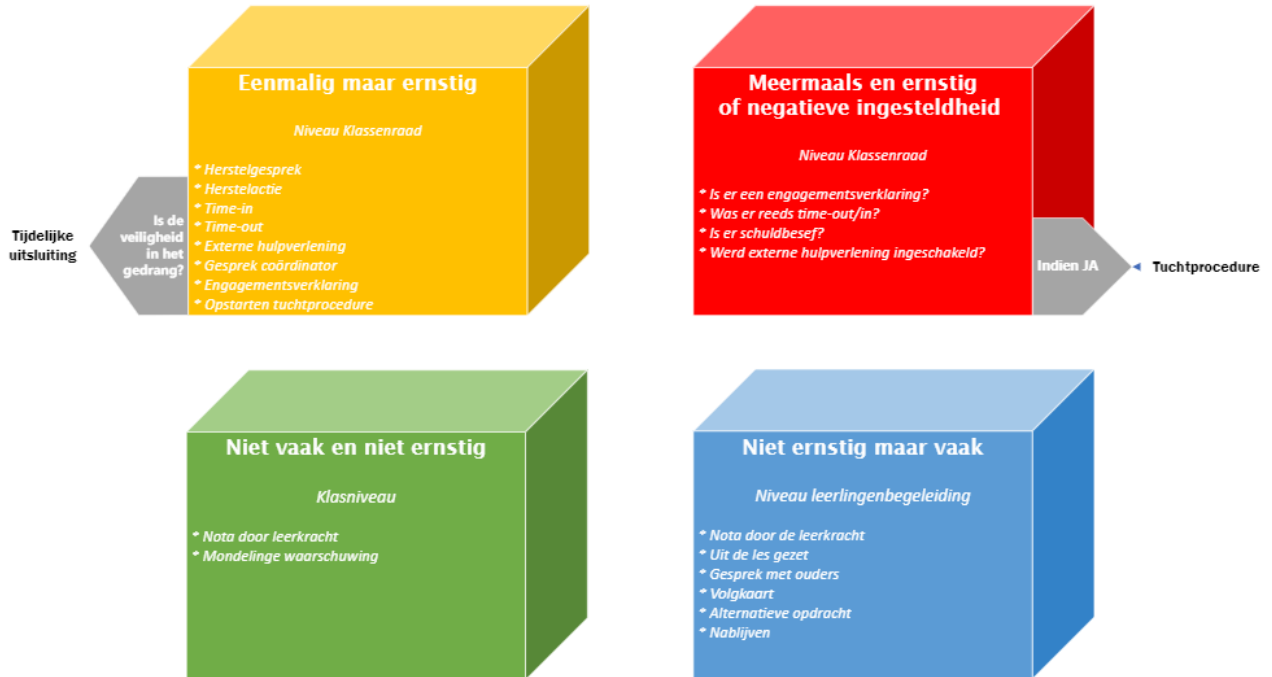 Eenmalig maar ernstig
Niveau Klassenraad
* Herstelgesprek
* Herstelactie
* Time-in
* Time-out
* Externe hulpverlening
* Gesprek coördinator
* Engagementsverklaring
* Opstarten tuchtprocedure
Is de
veiligheid
in het
gedrang?
Tijdelijke
uitsluiting
Meermaals en ernstig
of negatieve ingesteldheid
Niveau Klassenraad
* Is er een engagementsverklaring?
* Was er reeds time-out/in?
* Is er schuldbesef?
* Werd externe hulpverlening ingeschakeld?
Indien JA
Tuchtprocedure
Niet vaak en niet ernstig
Klasniveau
* Nota door leerkracht
* Mondelinge waarschuwing
Niet ernstig maar vaak
Niveau leerlingenbegeleiding
* Nota door de leerkracht
* Uit de les gezet
* Gesprek met ouders
* Volgkaart
* Alternatieve opdracht
* Nablijven